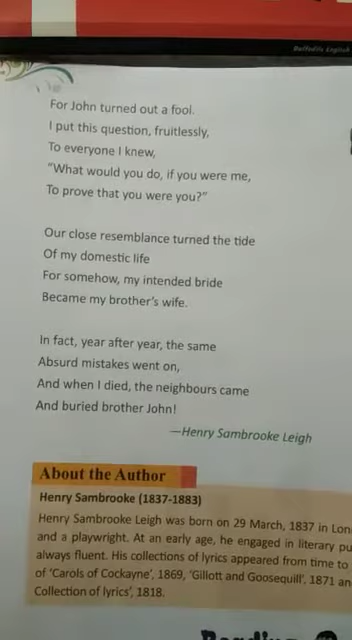 Daffodils English
For John turned out a fool.
I put this question, fruitlessly,
To everyone I knew,
“What would you do, if you were me,
To prove that you were you?”
Our close resemblance turned the tide
Of my domestic life
For somehow, my intended bride
Became my brother’s wife.
In fact, year after year, the same
Absurd mistakes went on,
And when I died, the neighbours came
And buried brother John!
—Henry Sambrooke Leigh
About the Author
Henry Sambrooke (1837-1883)
Henry Sambrooke Leigh was born on 29 March, 1837 in Lon
and a playwright. At an early age, he engaged in literary pu
always fluent. His collections of lyrics appeared from time to
of ‘Carols of Cockayne’, 1869, ‘Gillott and Goosequill’, 1871 an
Collection of lyrics’, 1818.